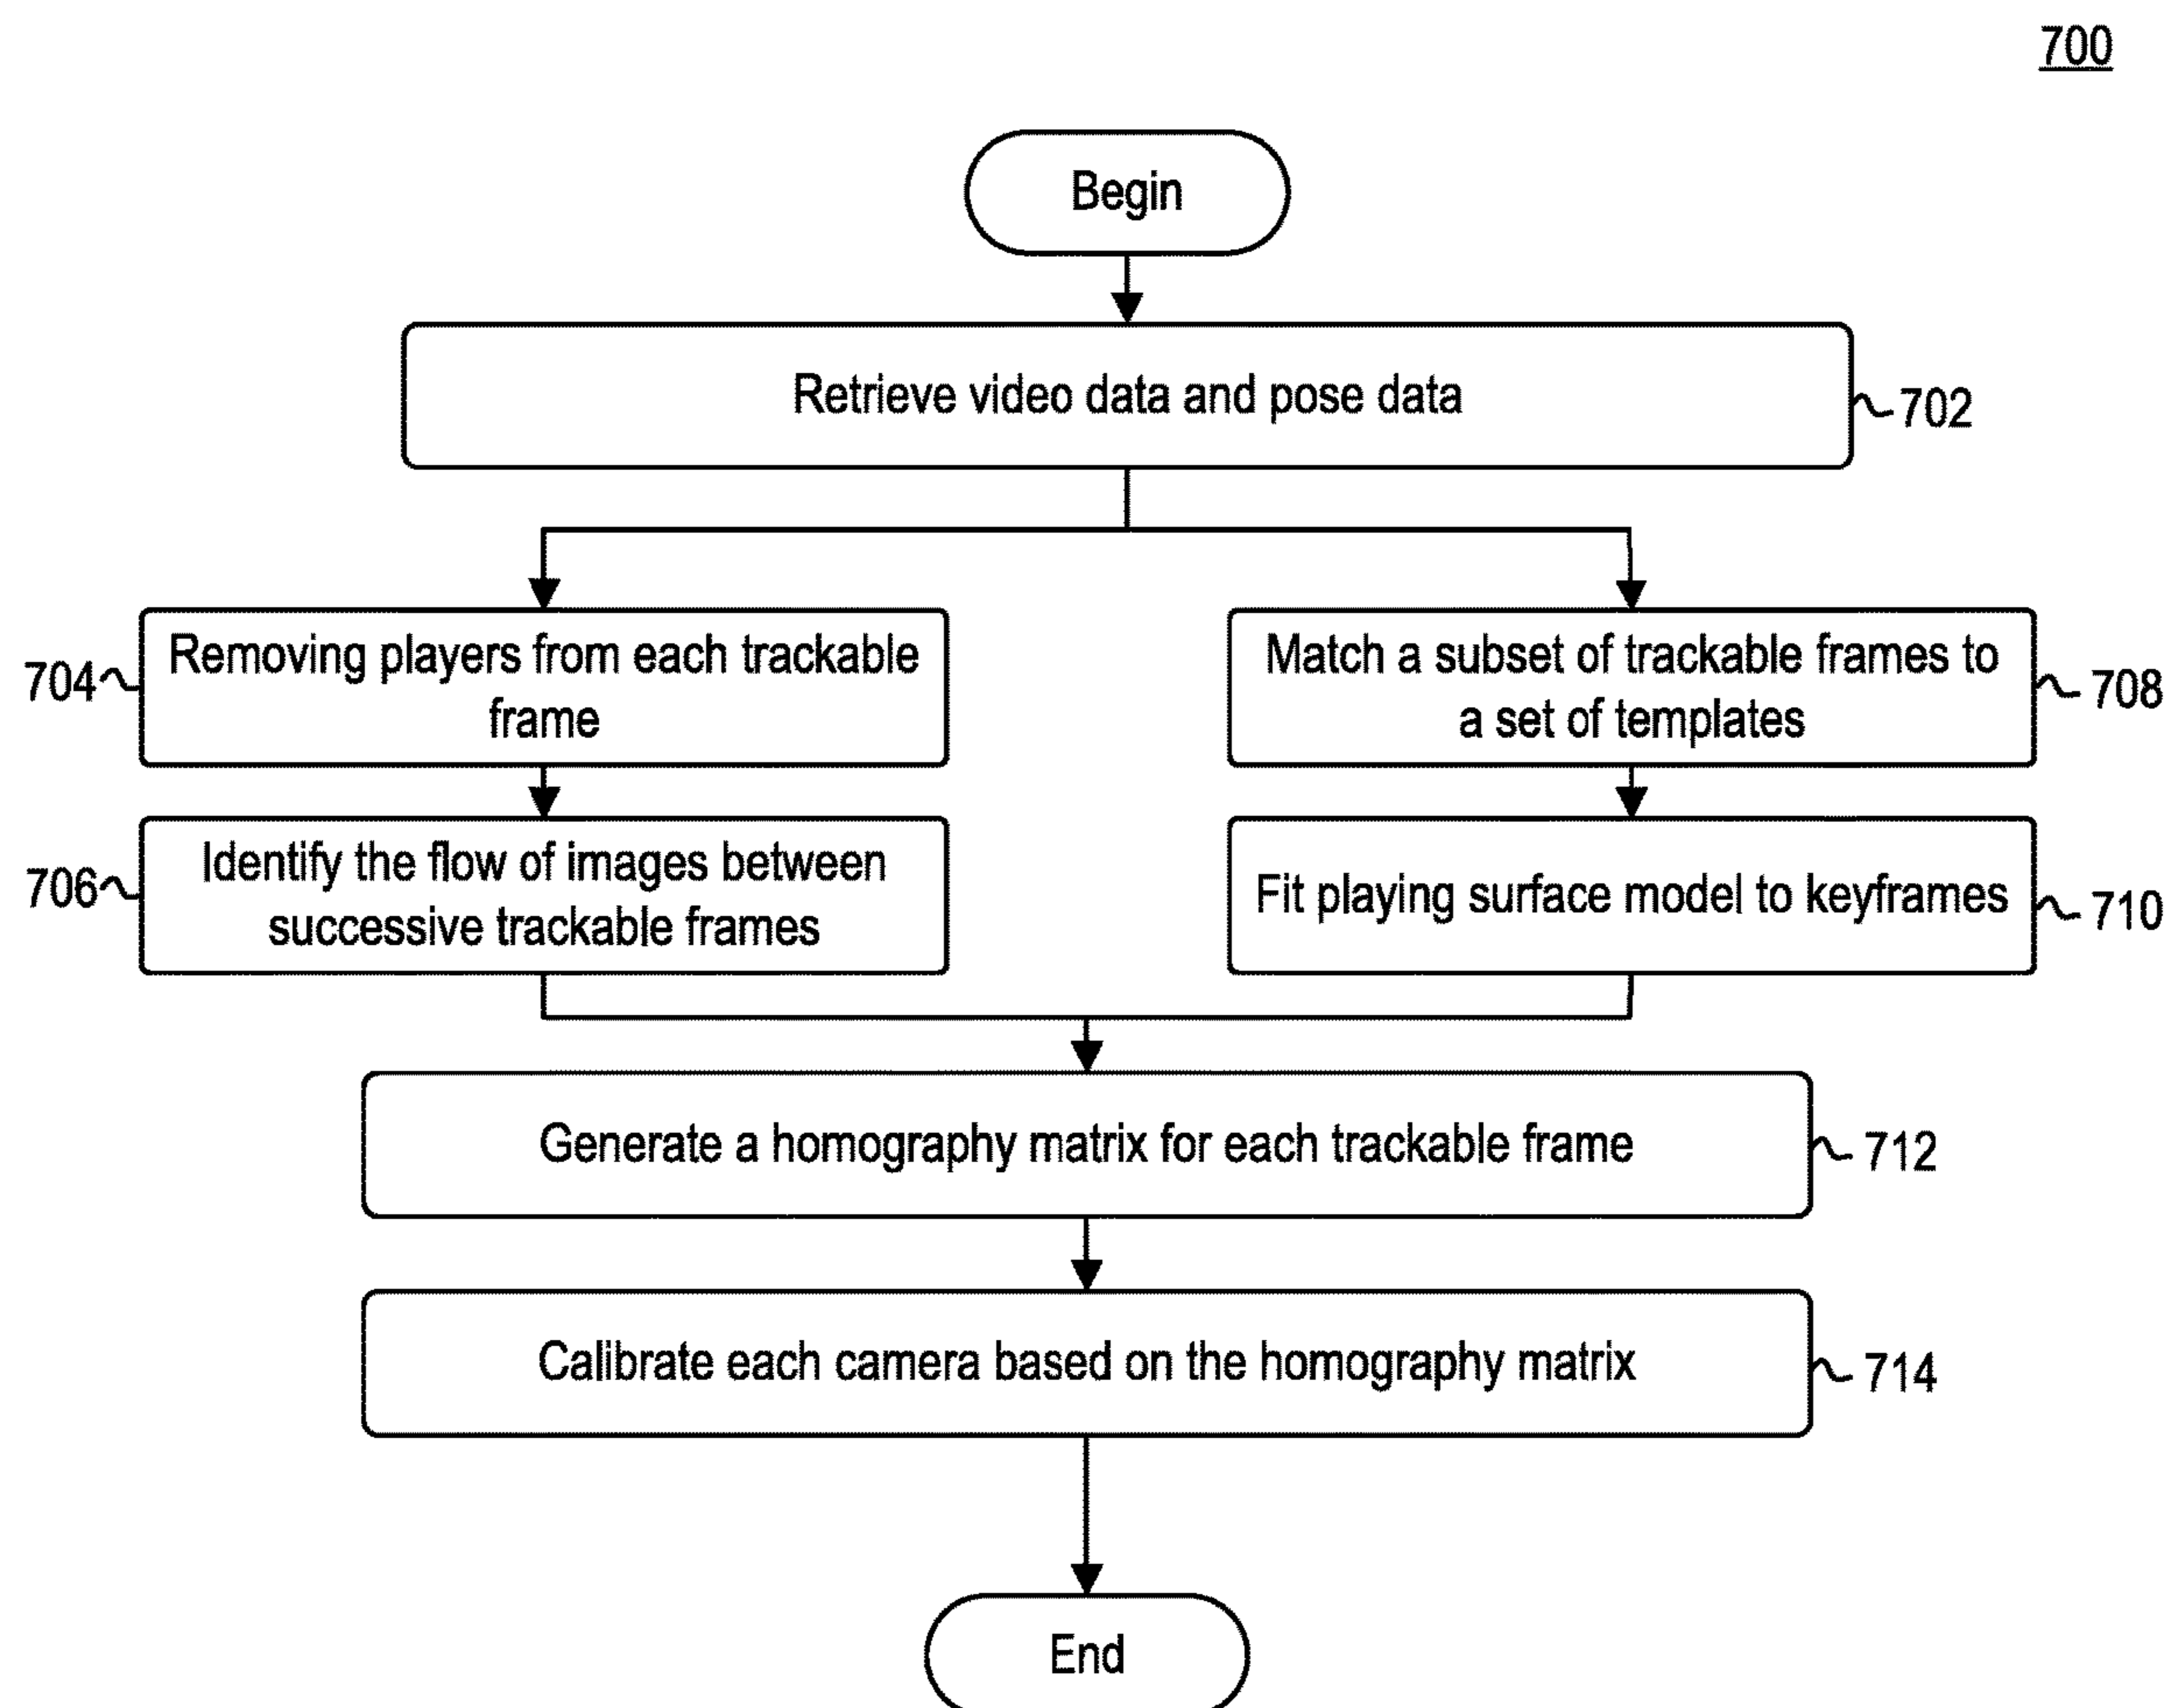 700
Begin
Retrieve video data and pose data
702
Removing players from each trackable
frame
704
Match a subset of trackable frames to
a set of templates
708
Identify the flow of images between
successive trackable frames
706
Fit playing surface model to keyframes
710
Generate a homography matrix for each trackable frame
712
Calibrate each camera based on the homography matrix
714
End